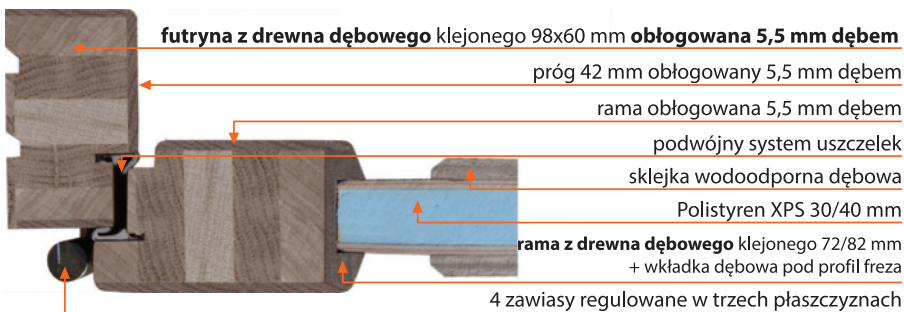 futryna z drewna dębowego klejonego 98x60 mm obłogowana 5,5 mm dębem
próg 42 mm obłogowany 5,5 mm dębem
rama obłogowana 5,5 mm dębem
podwójny system uszczelek
sklejka wodoodporna dębowa
Polistyren XPS 30/40 mm
rama z drewna dębowego klejonego 72/82 mm
+ wkładka dębowa pod profil freza
4 zawiasy regulowane w trzech płaszczyznach